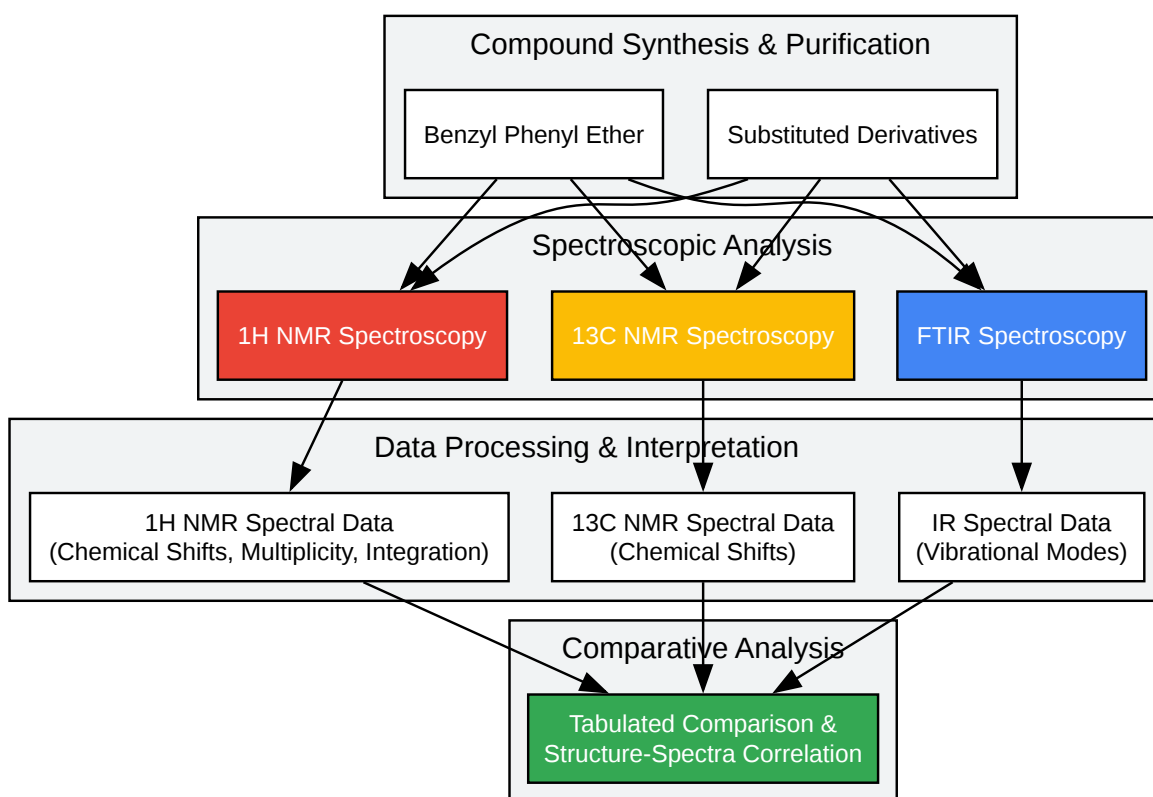 Compound Synthesis & Purification
Benzyl Phenyl Ether
Substituted Derivatives
Spectroscopic Analysis
1H NMR Spectroscopy
13C NMR Spectroscopy
FTIR Spectroscopy
Data Processing & Interpretation
1H NMR Spectral Data
(Chemical Shifts, Multiplicity, Integration)
13C NMR Spectral Data
(Chemical Shifts)
IR Spectral Data
(Vibrational Modes)
Comparative Analysis
Tabulated Comparison &
Structure-Spectra Correlation